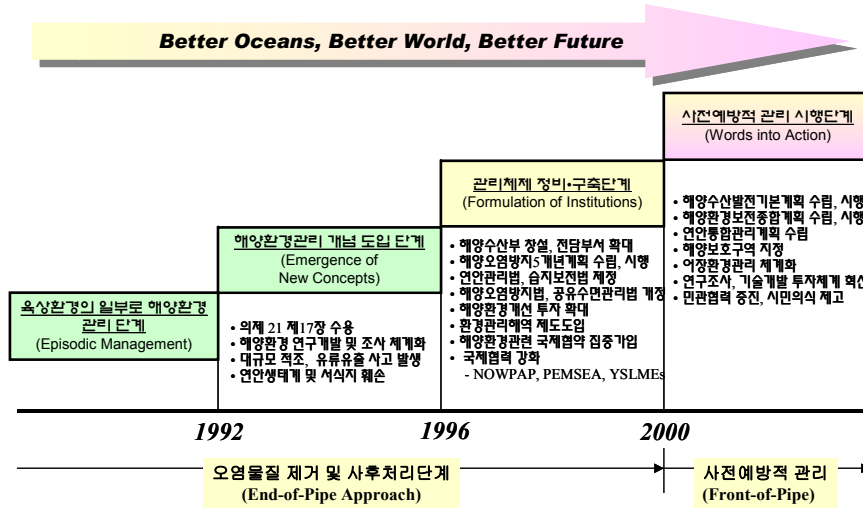 Better Oceans, Better World, Better Future
사전예방적 관리 시행단계
(Words into Action)
• 해양수산발전기본계획 수립, 시행
• 해양환경보전종합계획 수립, 시행
• 연안통합관리계획 수립
• 해양보호구역 지정
• 어장환경관리 체계화
• 연구조사, 기술개발 투자체계 혁신
• 민관협력 증진, 시민의식 제고
관리체제 정비•구축단계
(Formulation of Institutions)
• 해양수산부 창설, 전담부서 확대
• 해양오염방지5개년계획 수립, 시행
• 연안관리법, 습지보전법 제정
• 해양오염방지법, 공유수면관리법 개정
• 해양환경개선 투자 확대
• 환경관리해역 제도도입
• 해양환경관련 국제협약 집중가입
• 국제협력 강화
- NOWPAP, PEMSEA, YSLMEs
해양환경관리 개념 도입 단계
(Emergence of
New Concepts)
• 의제 21 제17장 수용
• 해양환경 연구개발 및 조사 체계화
• 대규모 적조, 유류유출 사고 발생
• 연안생태계 및 서식지 훼손
육상환경의 일부로 해양환경
관리 단계
(Episodic Management)
1992
1996
2000
오염물질 제거 및 사후처리단계
(End-of-Pipe Approach)
사전예방적 관리
(Front-of-Pipe)